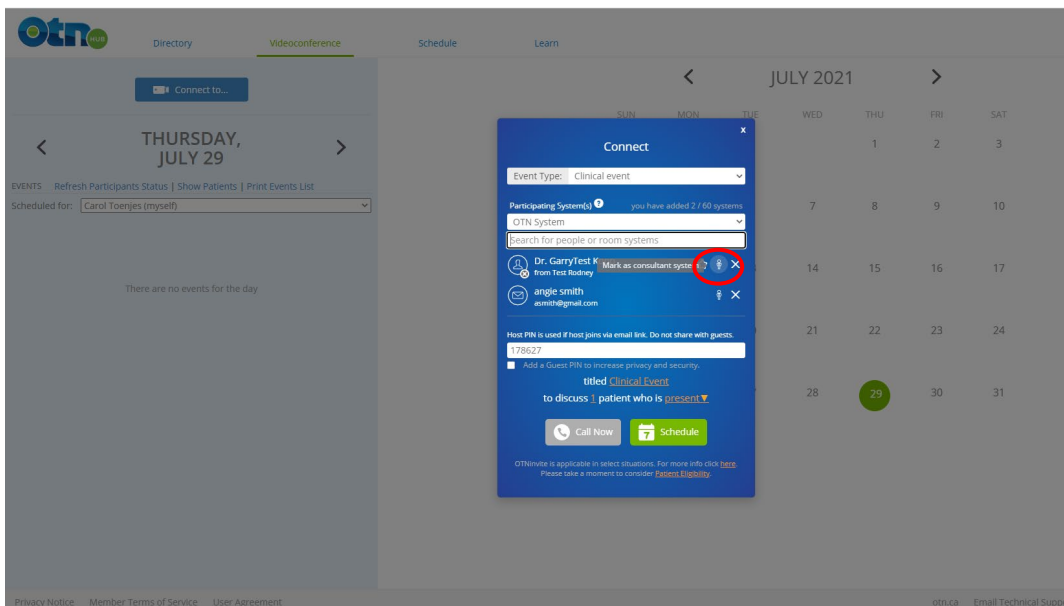 otn HUB
Directory Videoconference Schedule Learn
Connect to...
THURSDAY,
JULY 29
EVENTS Refresh Participants Status | Show Patients | Print Events List
Scheduled for: Carol Toenjes (myself)
There are no events for the day
JULY 2021
SUN MON TUE WED THU FRI SAT
1 2 3
7 8 9 10
14 15 16 17
21 22 23 24
28 29 30 31
x
Connect
Event Type: Clinical event
Participating System(s) ? you have added 2 / 60 systems
OTN System
Search for people or room systems
Dr. GarryTest K
Mark as consultant system ?
from Test Rodney
angie smith
asmith@gmail.com
Host PIN is used if host joins via email link. Do not share with guests.
178627
Add a Guest PIN to increase privacy and security.
titled Clinical Event
to discuss 1 patient who is present
Call Now 7 Schedule
OTNinvite is applicable in select situations. For more info click here.
Please take a moment to consider Patient Eligibility.
Privacy Notice Member Terms of Service User Agreement
otn.ca Email Technical Supp